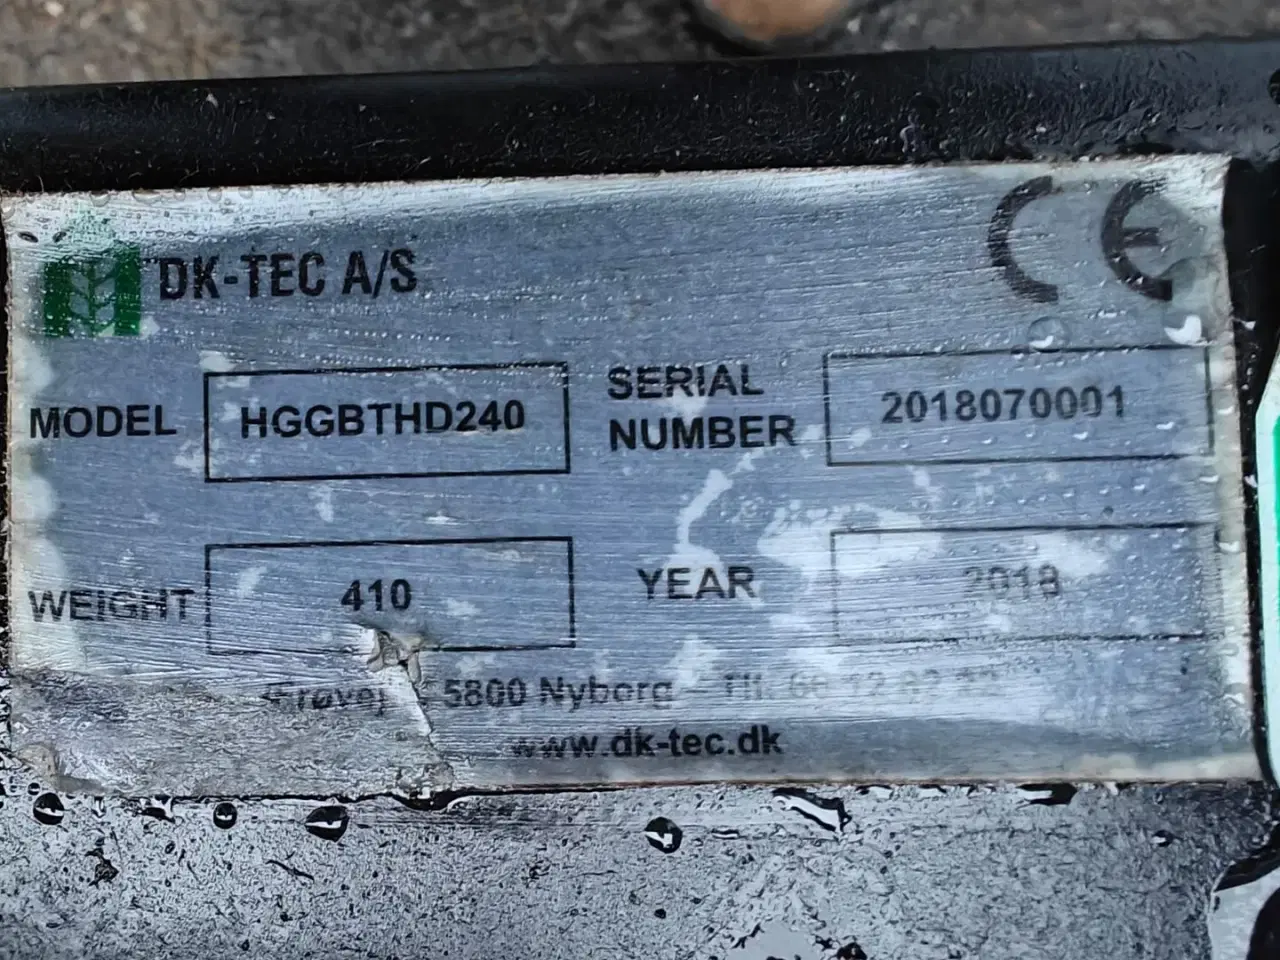 DK-TEC A/S
CE
MODEL HGGBTHD240
SERIAL NUMBER 2018070001
WEIGHT 410
YEAR 2018
5800 Nyborg
www.dk-tec.dk